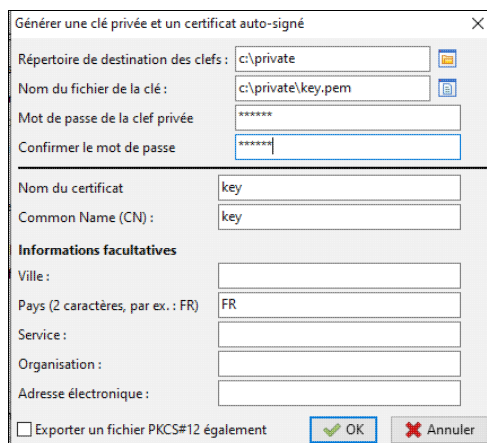 Générer une clé privée et un certificat auto-signé
Répertoire de destination des clefs : c:\private
Nom du fichier de la clé : c:\private\key.pem
Mot de passe de la clef privée ******
Confirmer le mot de passe ******
Nom du certificat key
Common Name (CN) : key
Informations facultatives
Ville :
Pays (2 caractères, par ex. : FR) FR
Service :
Organisation :
Adresse électronique :
Exporter un fichier PKCS#12 également OK Annuler